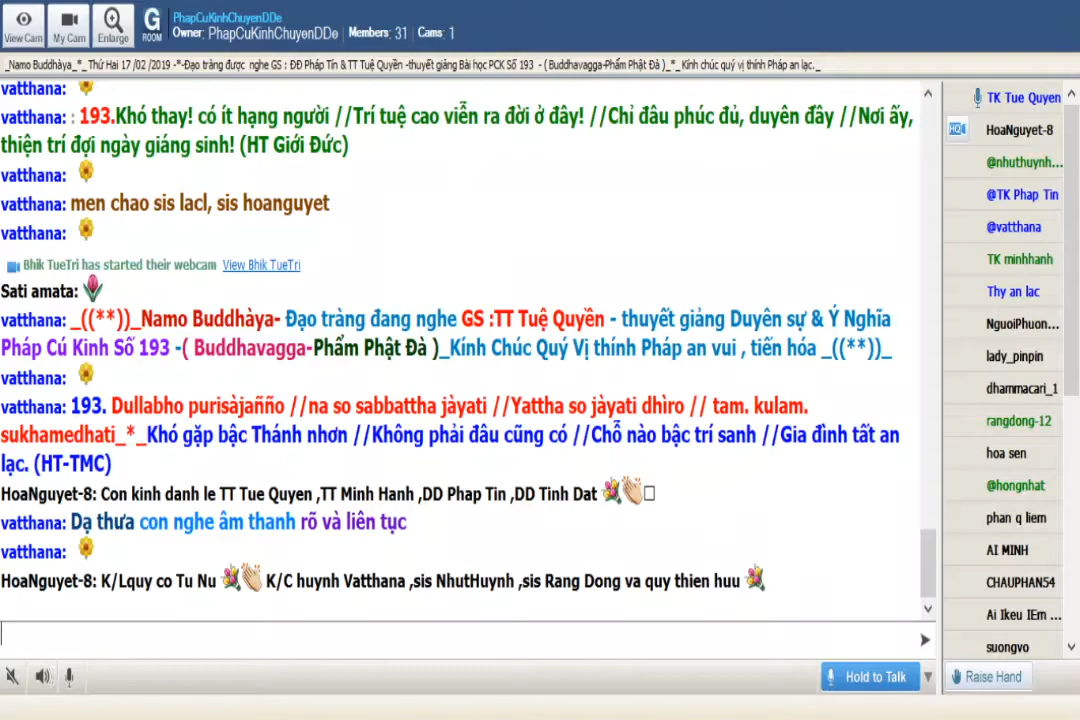 View Cam
My Cam
Enlarge
G
ROOM
PhapCuKinhChuyenDDe
Owner: PhapCuKinhChuyenDDe | Members: 31 | Cams: 1
_Namo Buddhàya_*_ Thứ Hai 17 /02 /2019 -*-Đạo tràng được nghe GS : ĐĐ Pháp Tín & TT Tuệ Quyền -thuyết giảng Bài học PCK Số 193 - ( Buddhavagga-Phẩm Phật Đà )_*_Kính chúc quý vị thính Pháp an lạc._
vatthana:
vatthana: : 193.Khó thay! có ít hạng người //Trí tuệ cao viễn ra đời ở đây! //Chỉ đâu phúc đủ, duyên đầy //Nơi ấy,
thiện trí đợi ngày giáng sinh! (HT Giới Đức)
vatthana:
vatthana: men chao sis lacl, sis hoanguyet
vatthana:
Bhik TueTri has started their webcam View Bhik TueTri
Sati amata:
vatthana: _((**))_Namo Buddhàya- Đạo tràng đang nghe GS :TT Tuệ Quyền - thuyết giảng Duyên sự & Ý Nghĩa
Pháp Cú Kinh Số 193 -( Buddhavagga-Phẩm Phật Đà )_Kính Chúc Quý Vị thính Pháp an vui , tiến hóa _((**))_
vatthana:
vatthana: 193. Dullabho purisàjañño //na so sabbattha jàyati //Yattha so jàyati dhìro // tam. kulam.
sukhamedhati_*_Khó gặp bậc Thánh nhơn //Không phải đâu cũng có //Chỗ nào bậc trí sanh //Gia đình tất an
lạc. (HT-TMC)
HoaNguyet-8: Con kinh danh le TT Tue Quyen ,TT Minh Hanh ,DD Phap Tin ,DD Tinh Dat
vatthana: Dạ thưa con nghe âm thanh rõ và liên tục
vatthana:
HoaNguyet-8: K/Lquy co Tu Nu K/C huynh Vatthana ,sis NhutHuynh ,sis Rang Dong va quy thien huu
Hold to Talk
TK Tue Quyen
HoaNguyet-8
@nhuthuynh...
@TK Phap Tin
@vatthana
TK minhhanh
Thy an lac
NguoiPhuon...
lady_pinpin
dhammacari_1
rangdong-12
hoa sen
@hongnhat
phan q liem
AI MINH
CHAUPHAN54
Ai Ikeu IEm ...
suongvo
Raise Hand